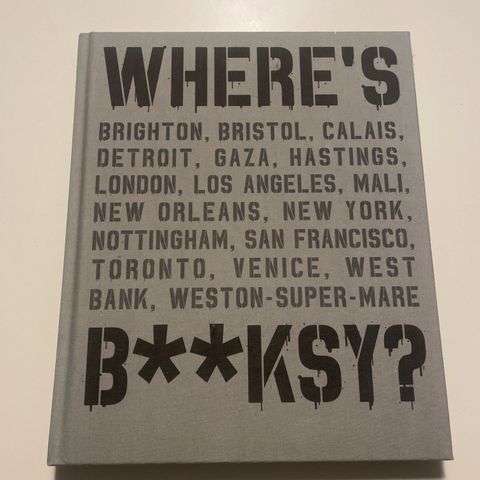 WHERE'S
BRIGHTON, BRISTOL, CALAIS,
DETROIT, GAZA, HASTINGS,
LONDON, LOS ANGELES, MALI,
NEW ORLEANS, NEW YORK,
NOTTINGHAM, SAN FRANCISCO,
TORONTO, VENICE, WEST
BANK, WESTON-SUPER-MARE
B**KSY?